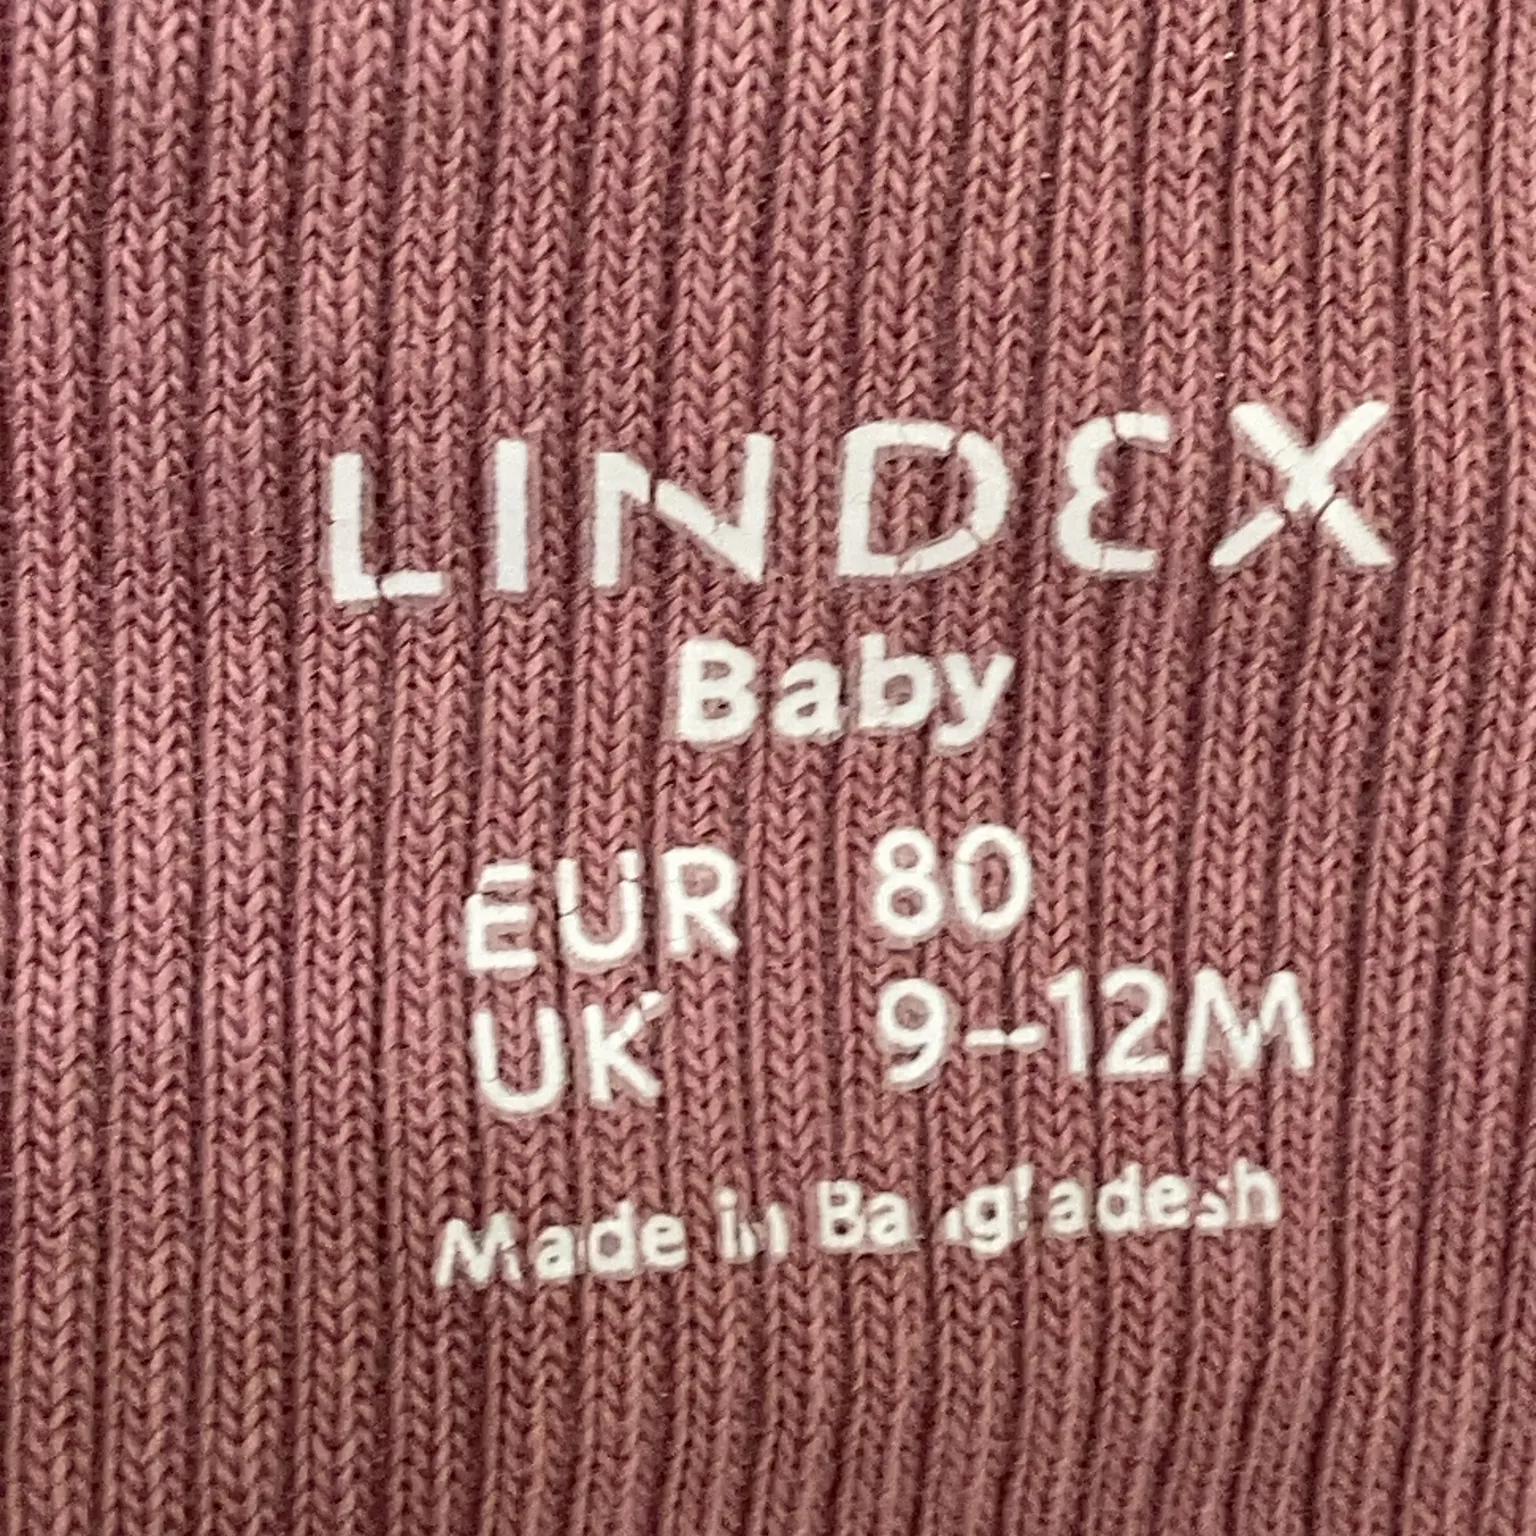 LINDEX
Baby
EUR 80
UK 9–12M
Made in Bangladesh